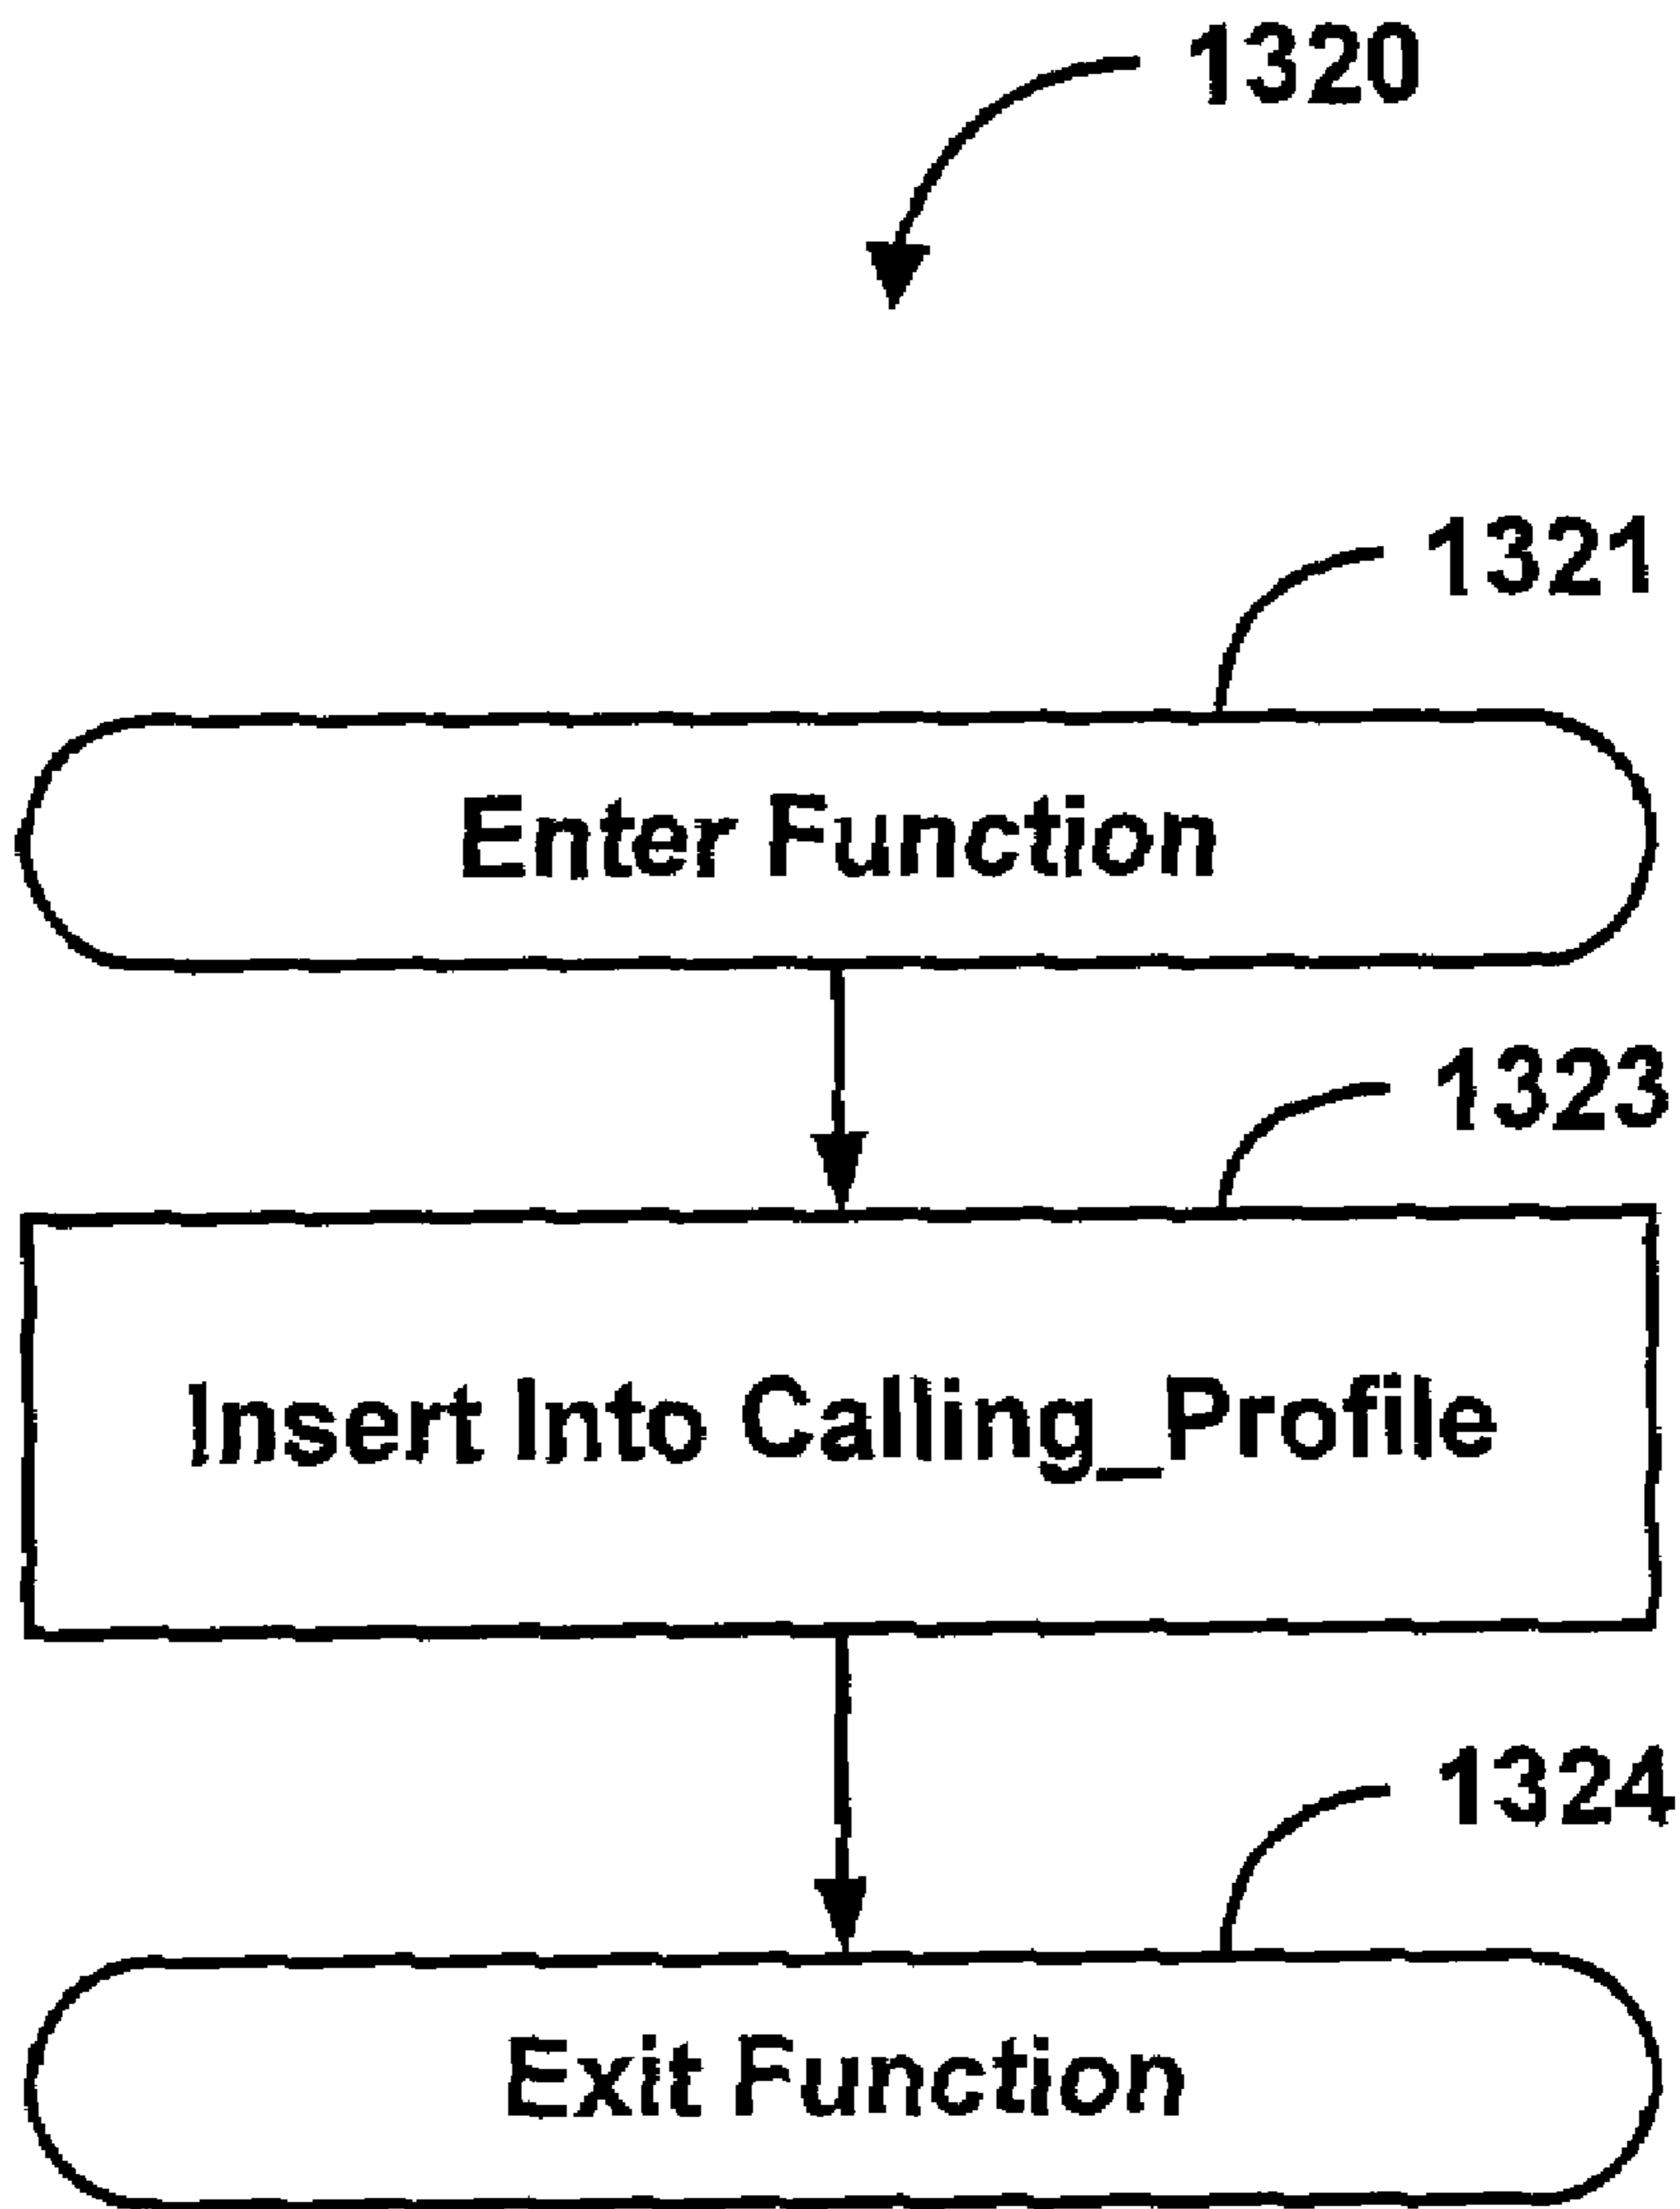 1320
1321
Enter Function
1323
Insert Into Calling_Profile
1324
Exit Function